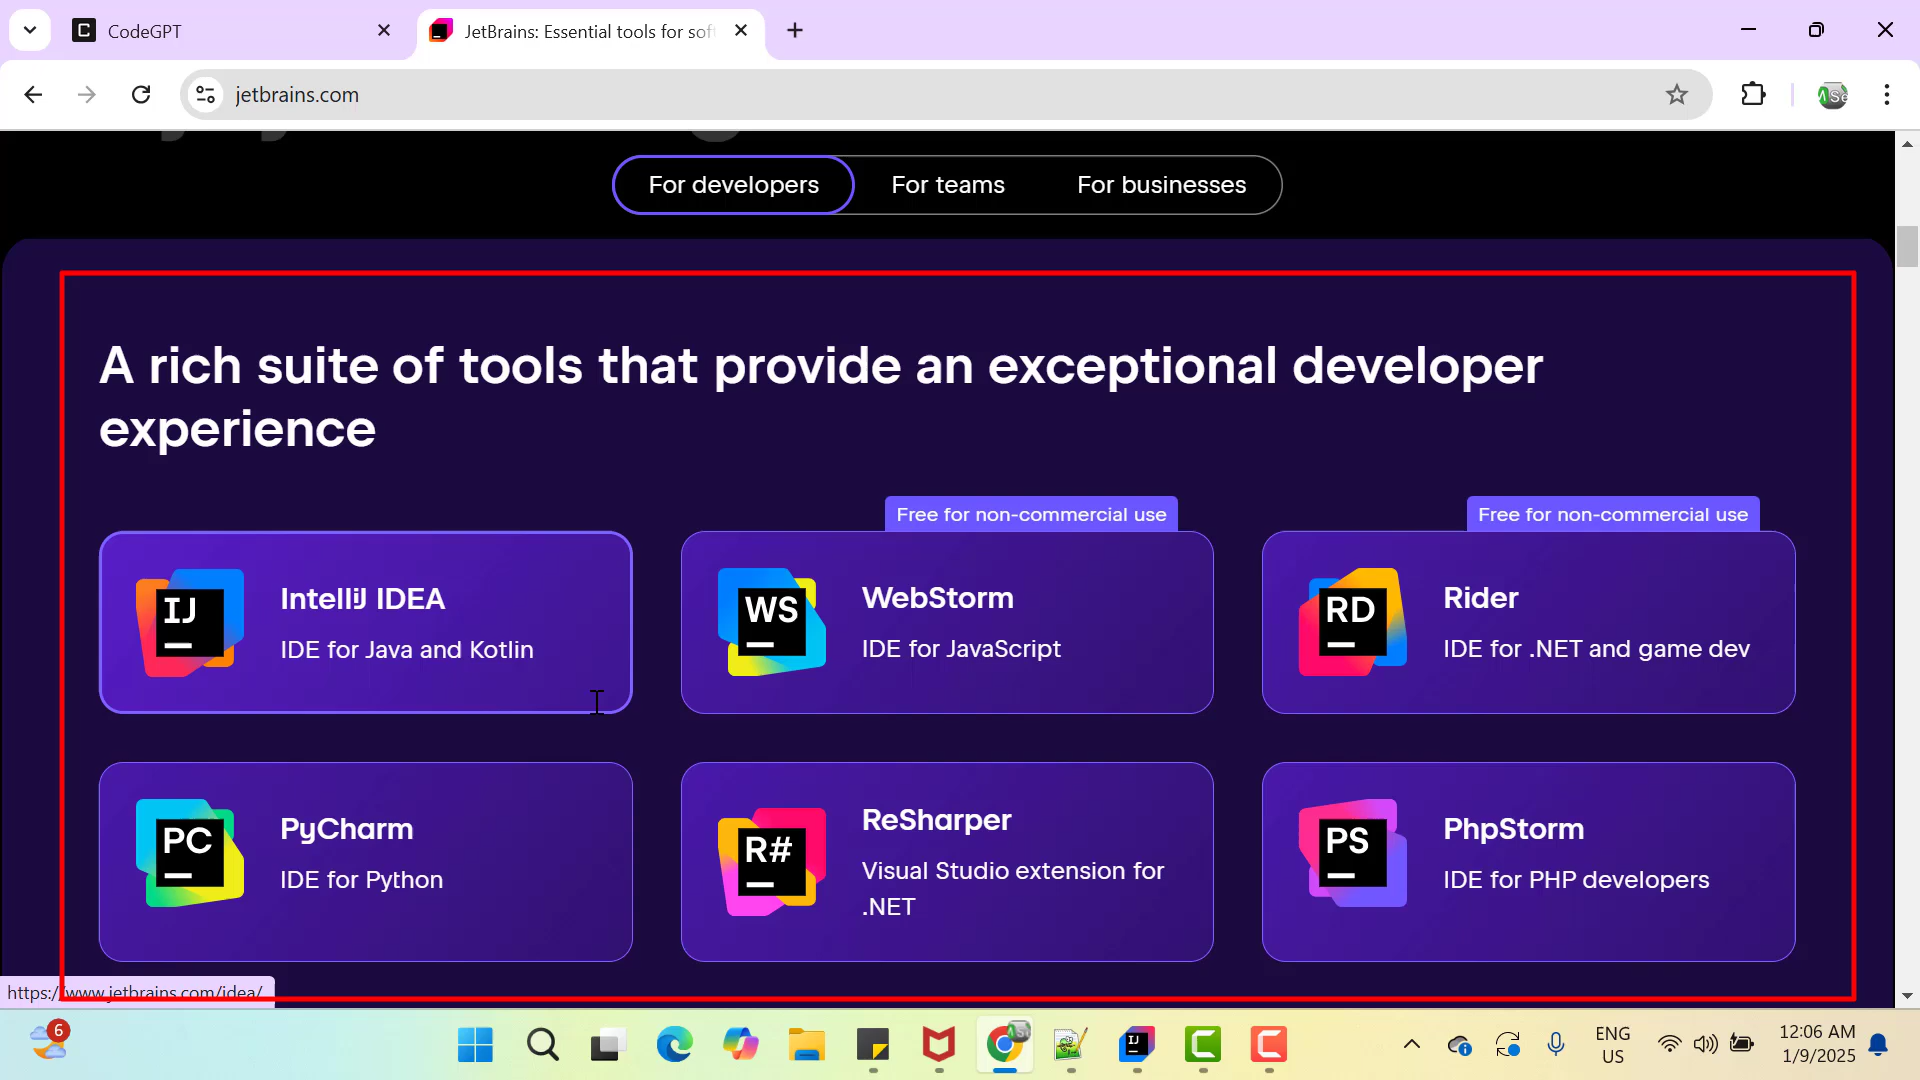 CodeGPT
JetBrains: Essential tools for sof
jetbrains.com
For developers
For teams
For businesses
A rich suite of tools that provide an exceptional developer
experience
Free for non-commercial use
Free for non-commercial use
IJ
IntelliJ IDEA
IDE for Java and Kotlin
WS
WebStorm
IDE for JavaScript
RD
Rider
IDE for .NET and game dev
PC
PyCharm
IDE for Python
R#
ReSharper
Visual Studio extension for
.NET
PS
PhpStorm
IDE for PHP developers
https://www.jetbrains.com/idea/
6
ENG
US
12:06 AM
1/9/2025